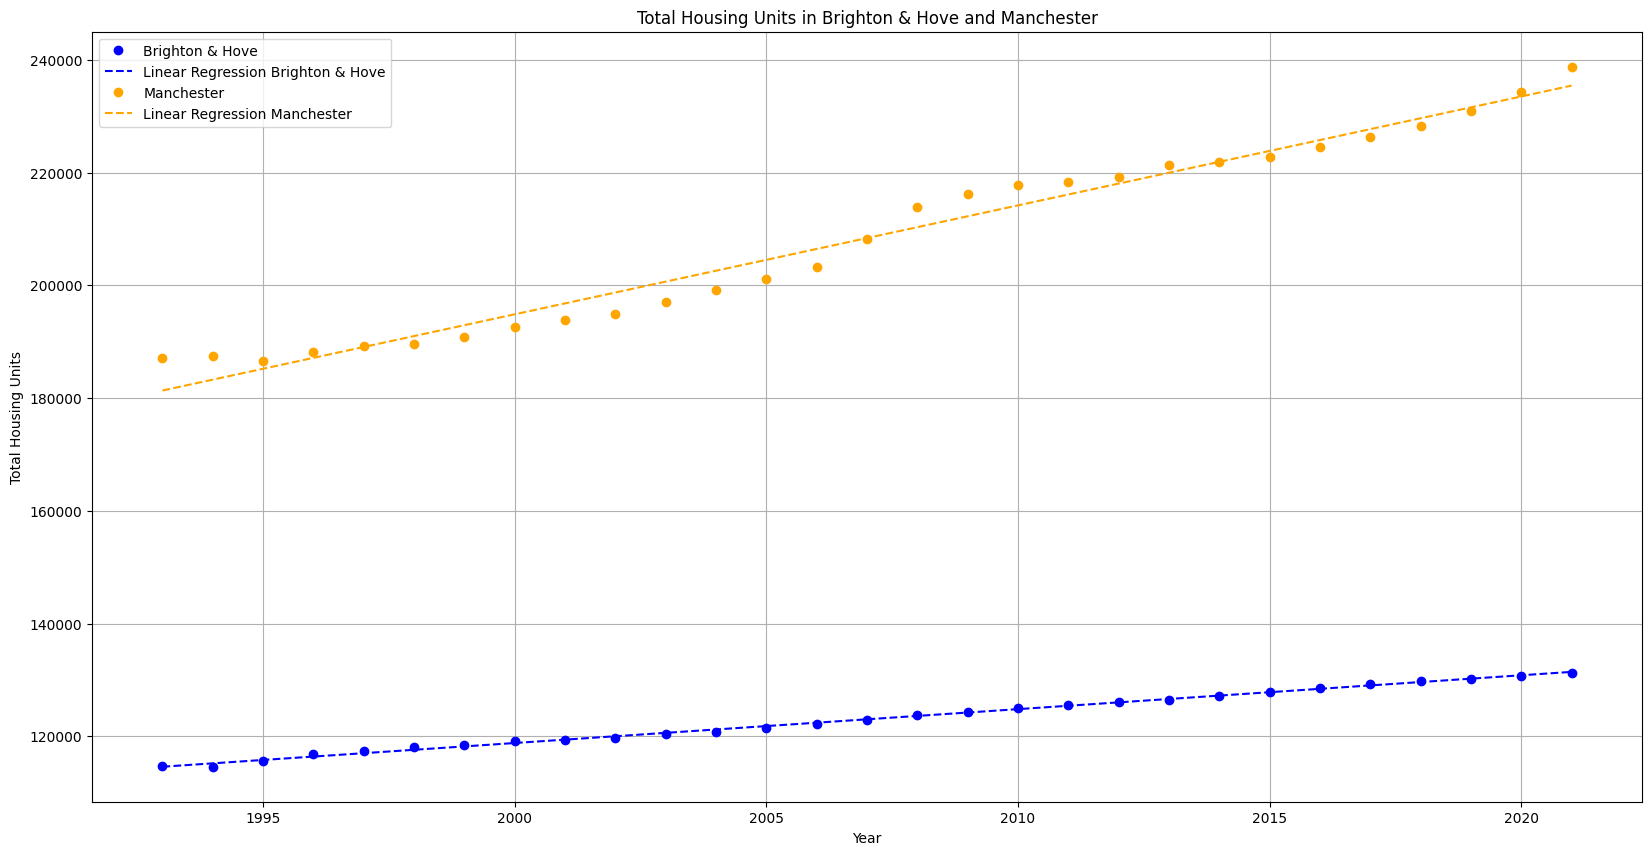 Total Housing Units in Brighton & Hove and Manchester
Brighton & Hove
Linear Regression Brighton & Hove
Manchester
Linear Regression Manchester
240000
220000
200000
180000
160000
140000
120000
Total Housing Units
1995 2000 2005 2010 2015 2020
Year